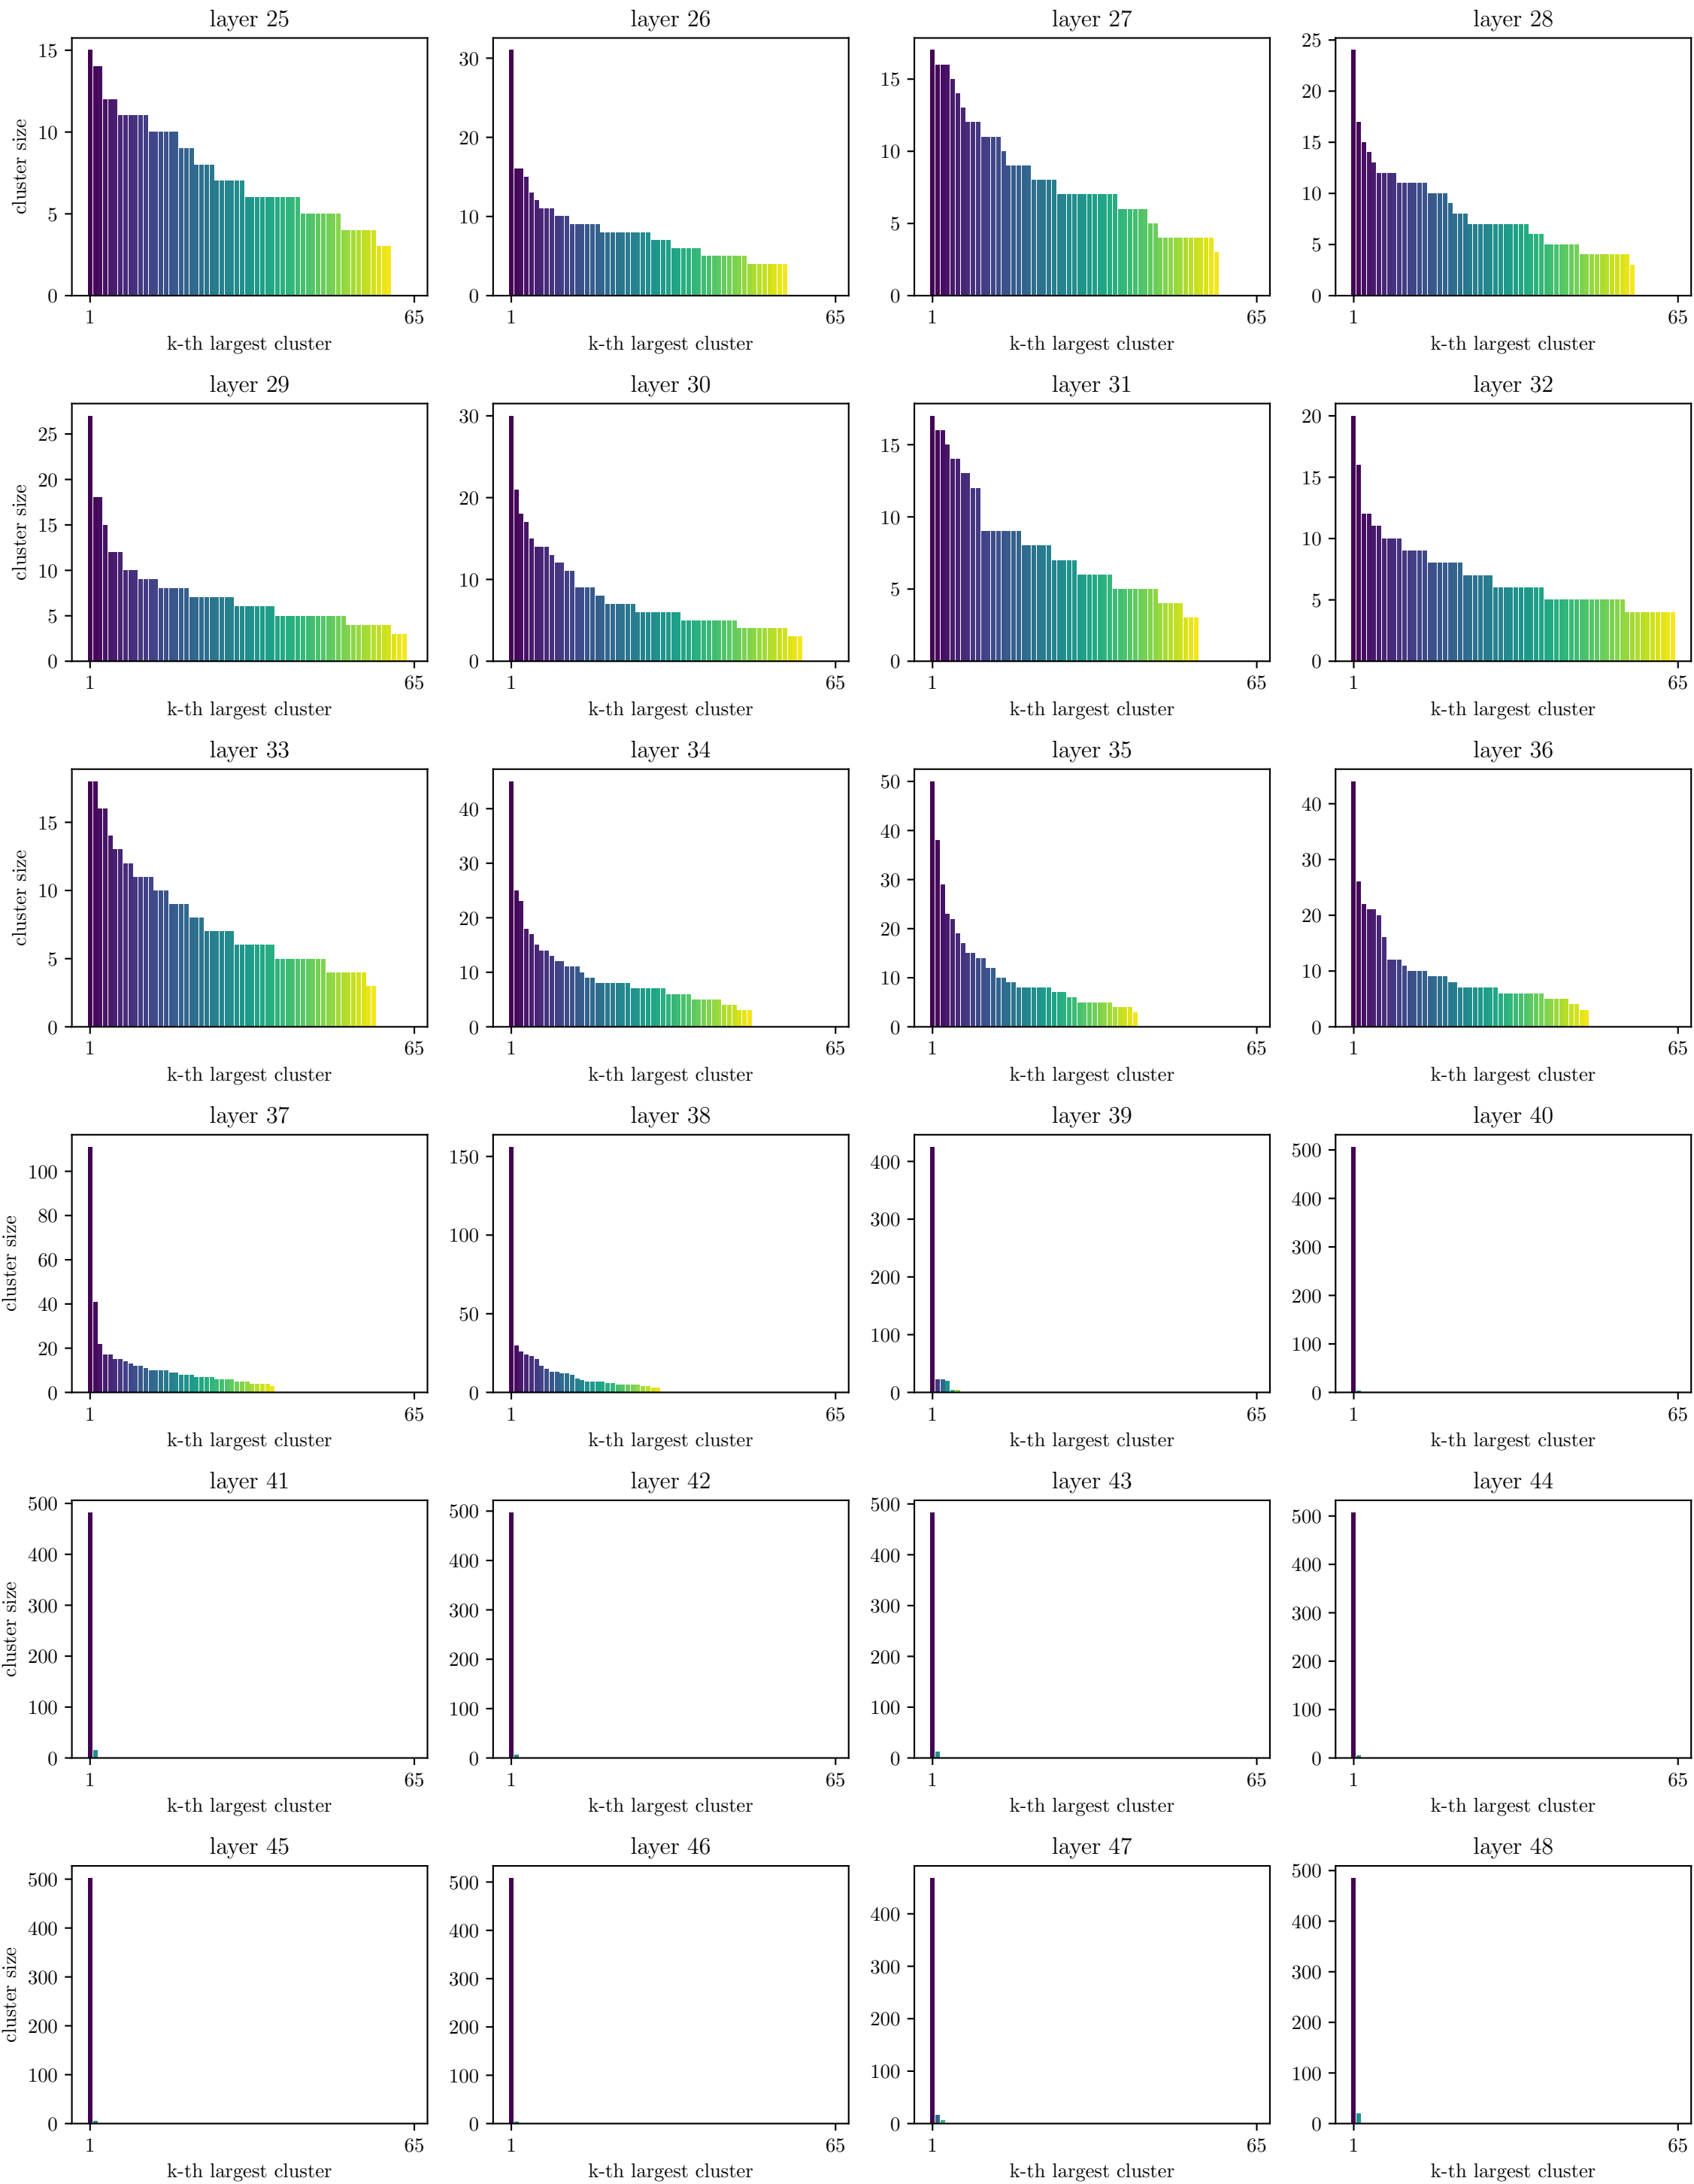 layer 25
layer 26
layer 27
layer 28
cluster size
15
10
5
0
30
20
10
0
15
10
5
0
25
20
15
10
5
0
1 65
1 65
1 65
1 65
k-th largest cluster
k-th largest cluster
k-th largest cluster
k-th largest cluster
layer 29
layer 30
layer 31
layer 32
cluster size
25
20
15
10
5
0
30
20
10
0
15
10
5
0
20
15
10
5
0
1 65
1 65
1 65
1 65
k-th largest cluster
k-th largest cluster
k-th largest cluster
k-th largest cluster
layer 33
layer 34
layer 35
layer 36
cluster size
15
10
5
0
40
30
20
10
0
50
40
30
20
10
0
40
30
20
10
0
1 65
1 65
1 65
1 65
k-th largest cluster
k-th largest cluster
k-th largest cluster
k-th largest cluster
layer 37
layer 38
layer 39
layer 40
cluster size
100
80
60
40
20
0
150
100
50
0
400
300
200
100
0
500
400
300
200
100
0
1 65
1 65
1 65
1 65
k-th largest cluster
k-th largest cluster
k-th largest cluster
k-th largest cluster
layer 41
layer 42
layer 43
layer 44
cluster size
500
400
300
200
100
0
500
400
300
200
100
0
500
400
300
200
100
0
500
400
300
200
100
0
1 65
1 65
1 65
1 65
k-th largest cluster
k-th largest cluster
k-th largest cluster
k-th largest cluster
layer 45
layer 46
layer 47
layer 48
cluster size
500
400
300
200
100
0
500
400
300
200
100
0
400
300
200
100
0
500
400
300
200
100
0
1 65
1 65
1 65
1 65
k-th largest cluster
k-th largest cluster
k-th largest cluster
k-th largest cluster